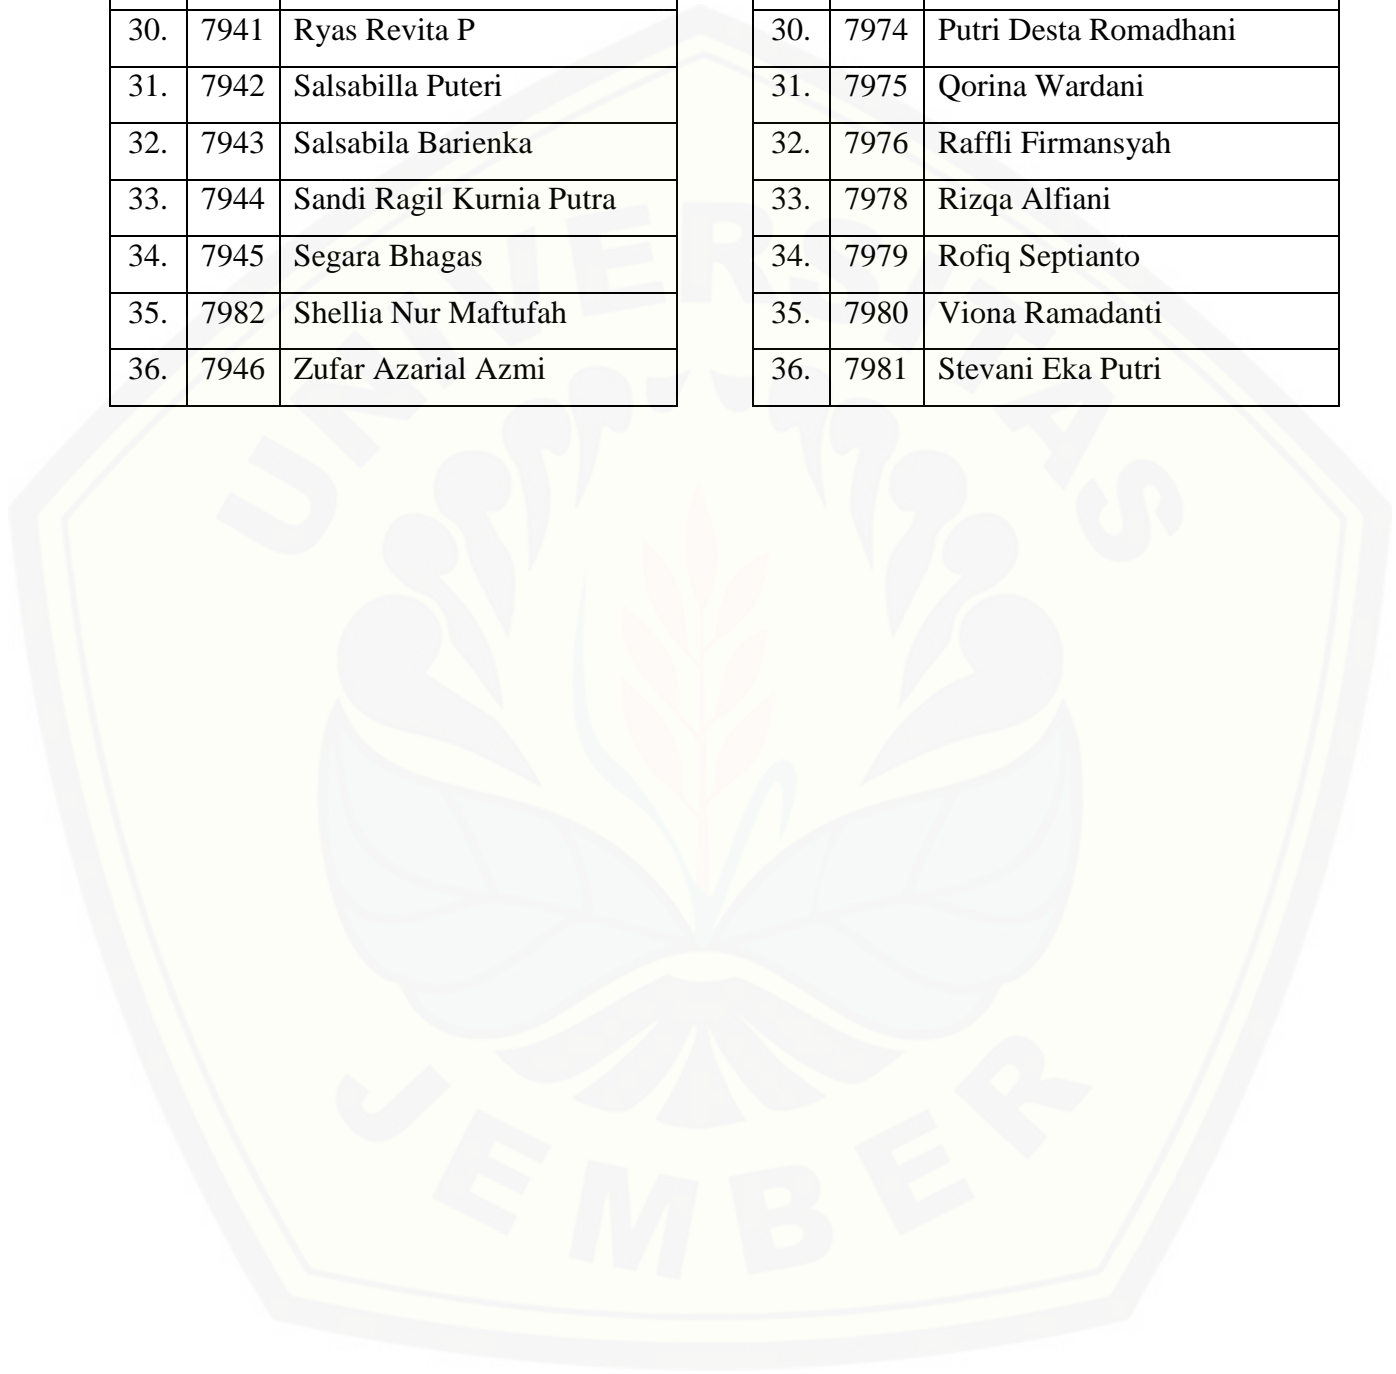 30. 7941 Ryas Revita P
31. 7942 Salsabilla Puteri
32. 7943 Salsabila Barienka
33. 7944 Sandi Ragil Kurnia Putra
34. 7945 Segara Bhagas
35. 7982 Shellia Nur Maftufah
36. 7946 Zufar Azarial Azmi
30. 7974 Putri Desta Romadhani
31. 7975 Qorina Wardani
32. 7976 Raffli Firmansyah
33. 7978 Rizqa Alfiani
34. 7979 Rofiq Septianto
35. 7980 Viona Ramadanti
36. 7981 Stevani Eka Putri
UNIVERSITAS
JEMBER